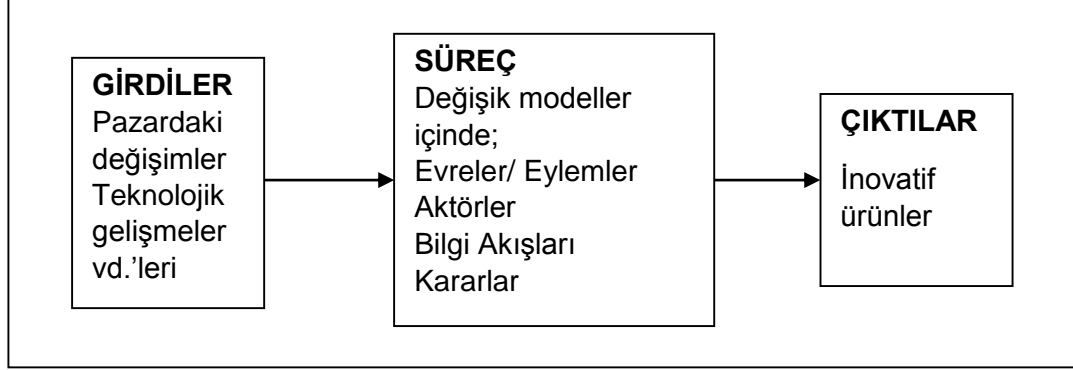 GİRDİLER
Pazardaki
değişimler
Teknolojik
gelişmeler
vd.'leri
SÜREÇ
Değişik modeller
içinde;
Evreler/ Eylemler
Aktörler
Bilgi Akışları
Kararlar
ÇIKTILAR
İnovatif
ürünler